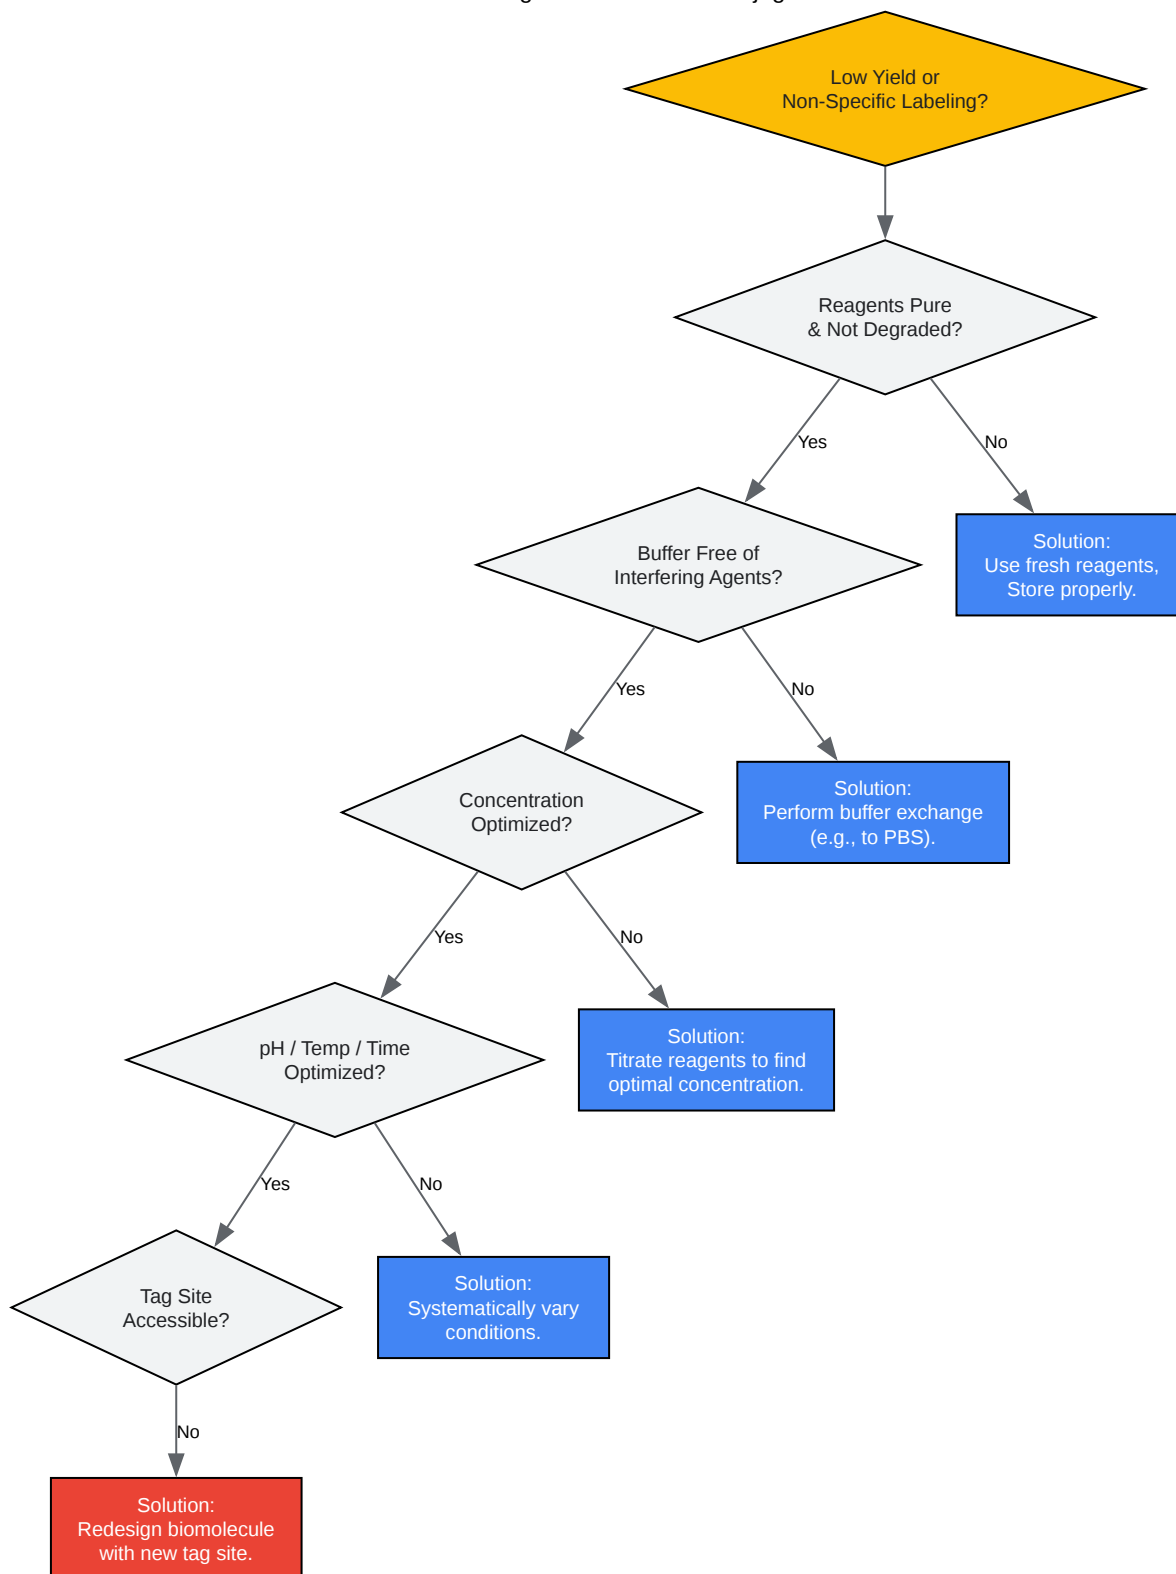 Low Yield or
Non-Specific Labeling?
Reagents Pure
& Not Degraded?
Yes
No
Buffer Free of
Interfering Agents?
Solution:
Use fresh reagents,
Store properly.
Yes
No
Concentration
Optimized?
Solution:
Perform buffer exchange
(e.g., to PBS).
Yes
No
pH / Temp / Time
Optimized?
Solution:
Titrate reagents to find
optimal concentration.
Yes
No
Tag Site
Accessible?
Solution:
Systematically vary
conditions.
No
Solution:
Redesign biomolecule
with new tag site.